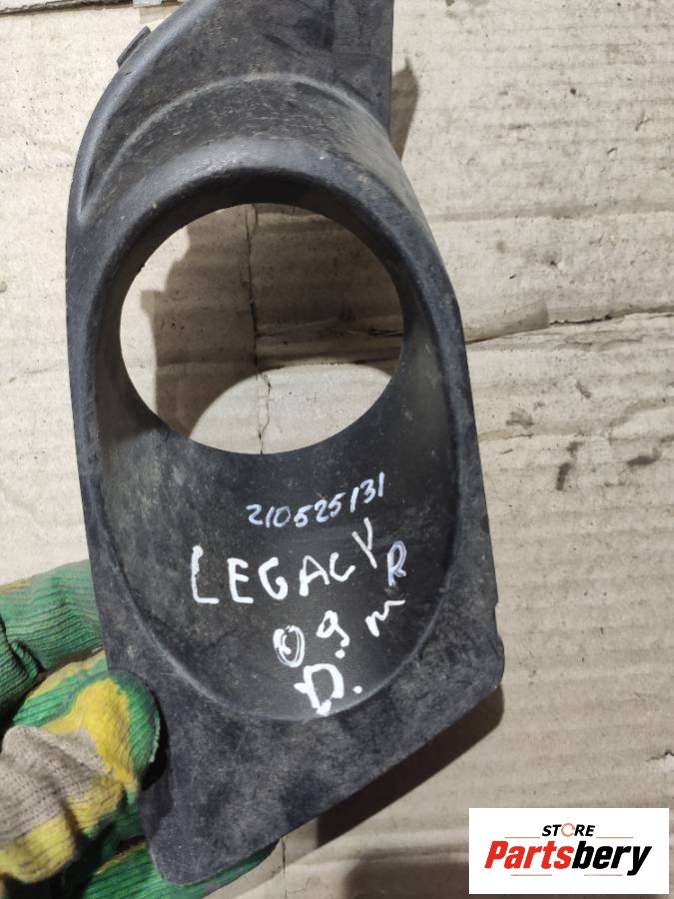 210525131
LEGACY
R
09 m
D.
STORE
Partsbery